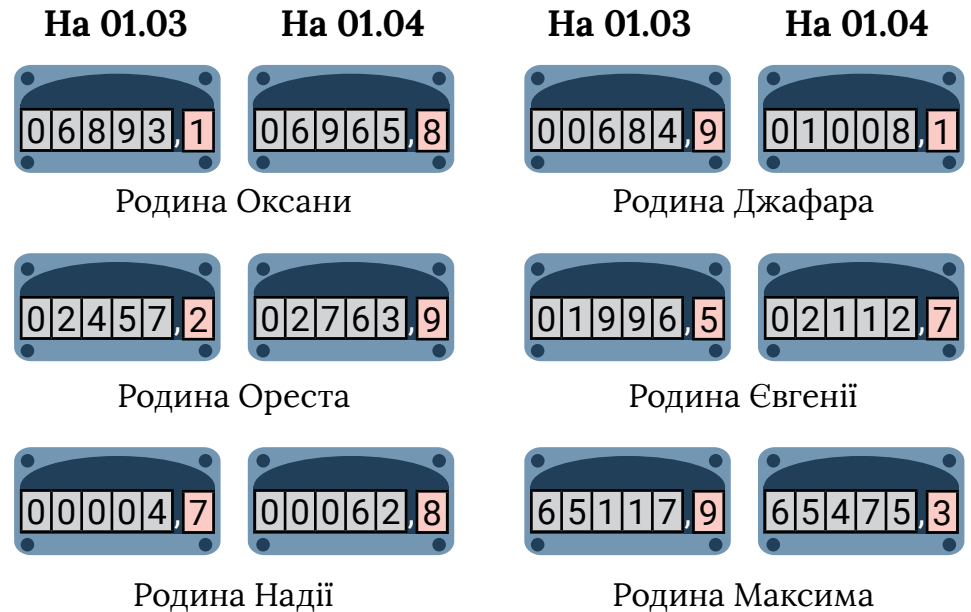 На 01.03 На 01.04 На 01.03 На 01.04
06893,1 06965,8 00684,9 01008,1
Родина Оксани Родина Джафара
02457,2 02763,9 01996,5 02112,7
Родина Ореста Родина Євгенії
00004,7 00062,8 65117,9 65475,3
Родина Надії Родина Максима